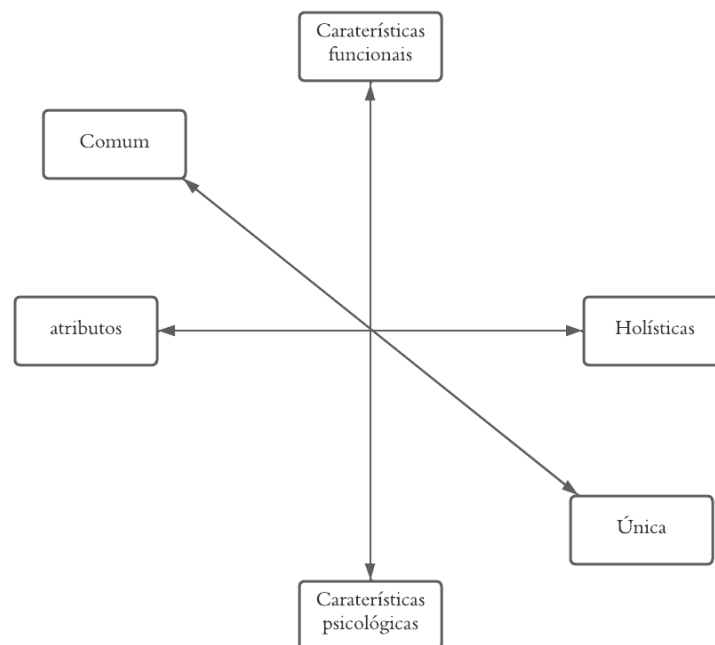 Caraterísticas
funcionais
Comum
atributos
Holísticas
Única
Caraterísticas
psicológicas